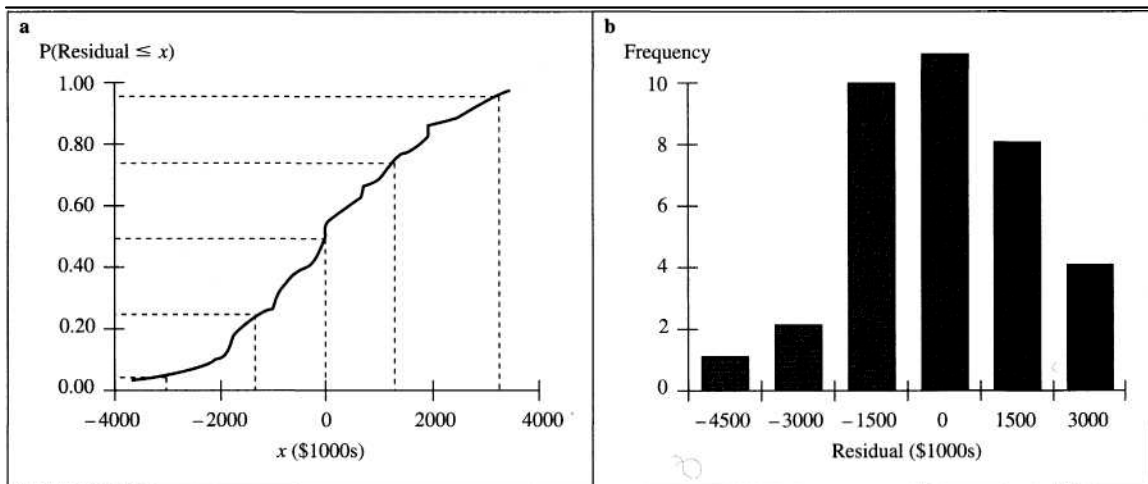 a
P(Residual ≤ x)
1.00
0.80
0.60
0.40
0.20
0.00
−4000 −2000 0 2000 4000
x ($1000s)
b
Frequency
10
8
6
4
2
0
−4500 −3000 −1500 0 1500 3000
Residual ($1000s)